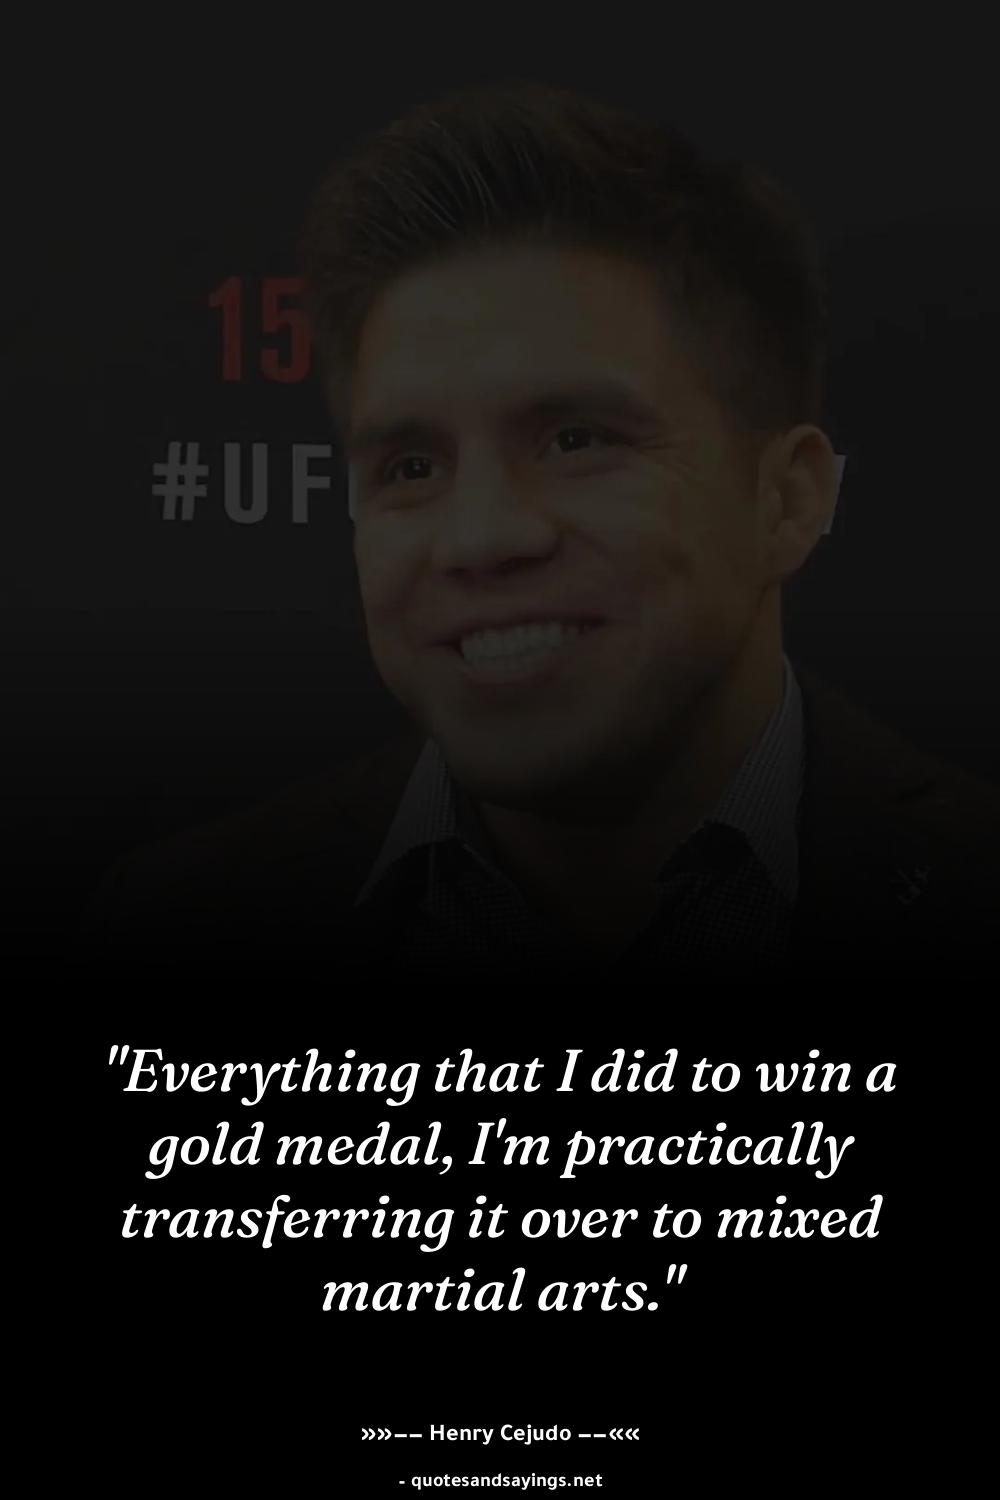 15
#UF
"Everything that I did to win a
gold medal, I'm practically
transferring it over to mixed
martial arts."
»»–– Henry Cejudo ––««
- quotesandsayings.net